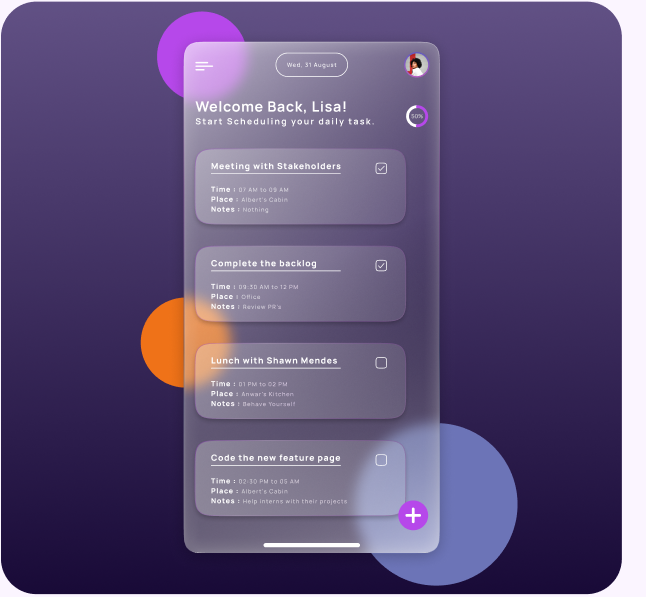 Wed, 31 August
Welcome Back, Lisa!
50%
Start Scheduling your daily task.
Meeting with Stakeholders
Time : 07 AM to 09 AM
Place : Albert's Cabin
Notes : Nothing
Complete the backlog
Time : 09:30 AM to 12 PM
Place : Office
Notes : Review PR's
Lunch with Shawn Mendes
Time : 01 PM to 02 PM
Place : Anwar's Kitchen
Notes : Behave Yourself
Code the new feature page
Time : 02-30 PM to 05 AM
Place : Albert's Cabin
Notes : Help interns with their projects